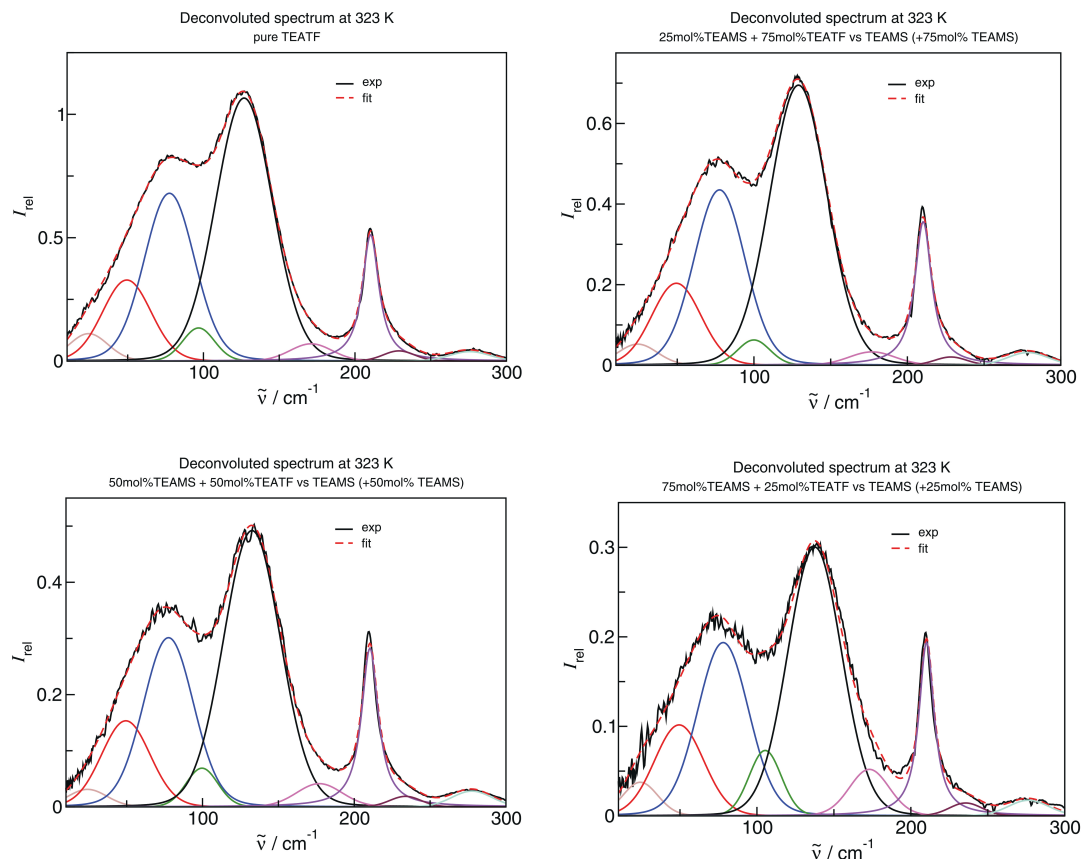 Deconvoluted spectrum at 323 K
pure TEATF
exp
fit
1
0.5
0
100
200
300
I rel
ν̃ / cm-1
Deconvoluted spectrum at 323 K
25mol%TEAMS + 75mol%TEATF vs TEAMS (+75mol% TEAMS)
exp
fit
0.6
0.4
0.2
0
100
200
300
I rel
ν̃ / cm-1
Deconvoluted spectrum at 323 K
50mol%TEAMS + 50mol%TEATF vs TEAMS (+50mol% TEAMS)
exp
fit
0.4
0.2
0
100
200
300
I rel
ν̃ / cm-1
Deconvoluted spectrum at 323 K
75mol%TEAMS + 25mol%TEATF vs TEAMS (+25mol% TEAMS)
exp
fit
0.3
0.2
0.1
0
100
200
300
I rel
ν̃ / cm-1